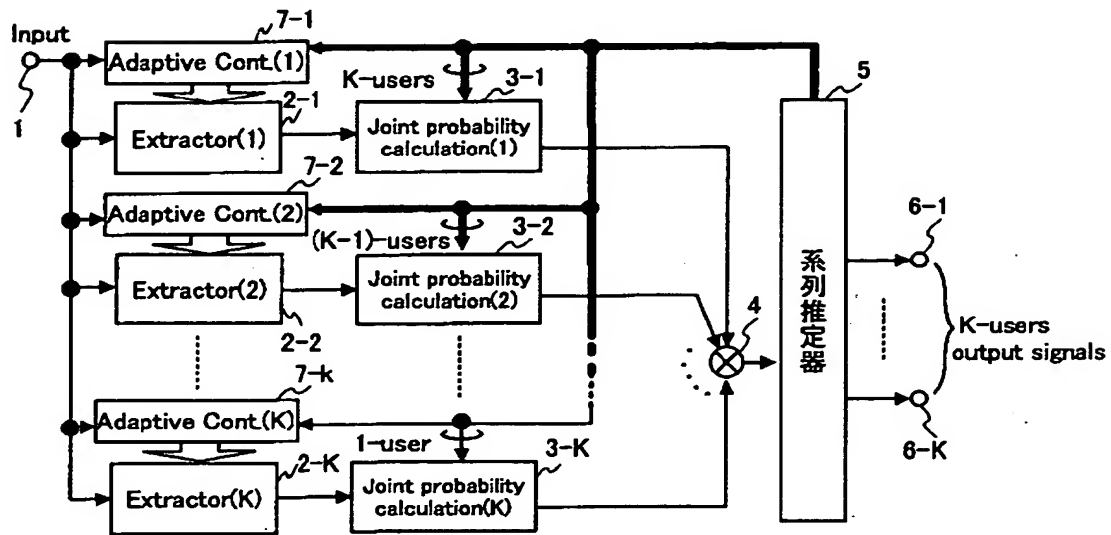 7-1
Input
Adaptive Cont.(1)
5
K-users
3-1
1
2-1
Extractor(1)
Joint probability
calculation(1)
7-2
Adaptive Cont.(2)
6-1
3-2
(K-1)-users
Extractor(2)
Joint probability
calculation(2)
系列推定器
4
2-2
K-users
output signals
7-k
Adaptive Cont.(K)
1-user
3-K
6-K
2-K
Extractor(K)
Joint probability
calculation(K)